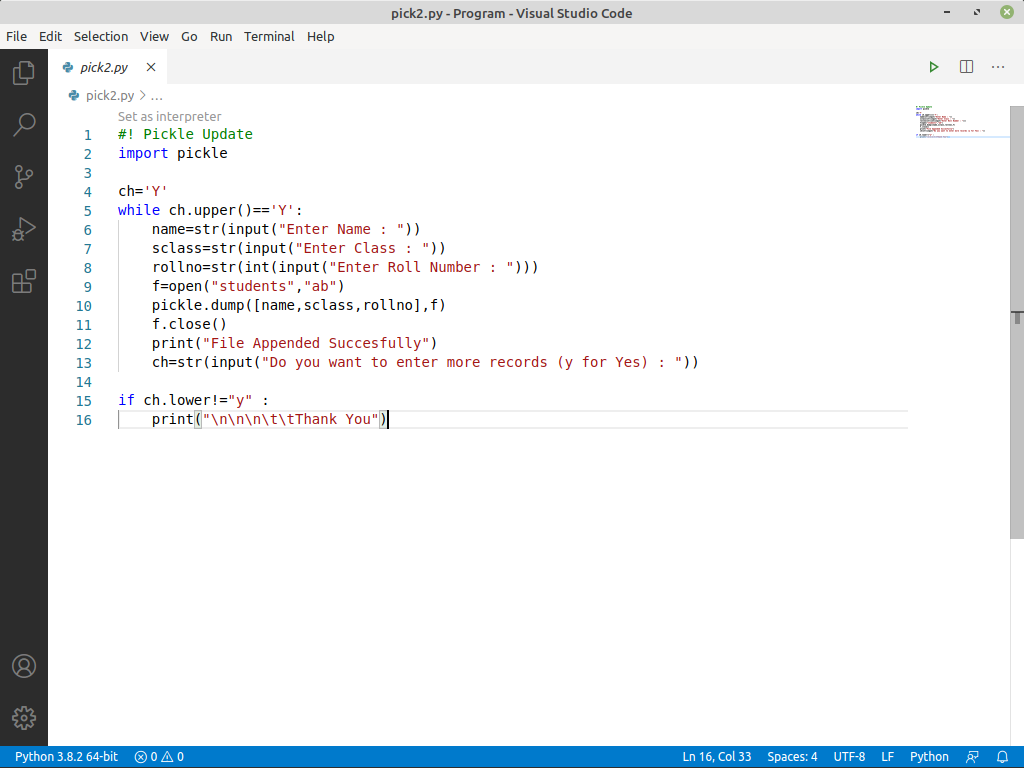 pick2.py - Program - Visual Studio Code
File Edit Selection View Go Run Terminal Help
pick2.py
pick2.py > ...
Set as interpreter
1 #! Pickle Update
2 import pickle
3
4 ch='Y'
5 while ch.upper()=='Y':
6     name=str(input("Enter Name : "))
7     sclass=str(input("Enter Class : "))
8     rollno=str(int(input("Enter Roll Number : ")))
9     f=open("students","ab")
10     pickle.dump([name,sclass,rollno],f)
11     f.close()
12     print("File Appended Succesfully")
13     ch=str(input("Do you want to enter more records (y for Yes) : "))
14
15 if ch.lower!="y" :
16     print("\n\n\n\t\tThank You")
Python 3.8.2 64-bit 0 0 Ln 16, Col 33 Spaces: 4 UTF-8 LF Python